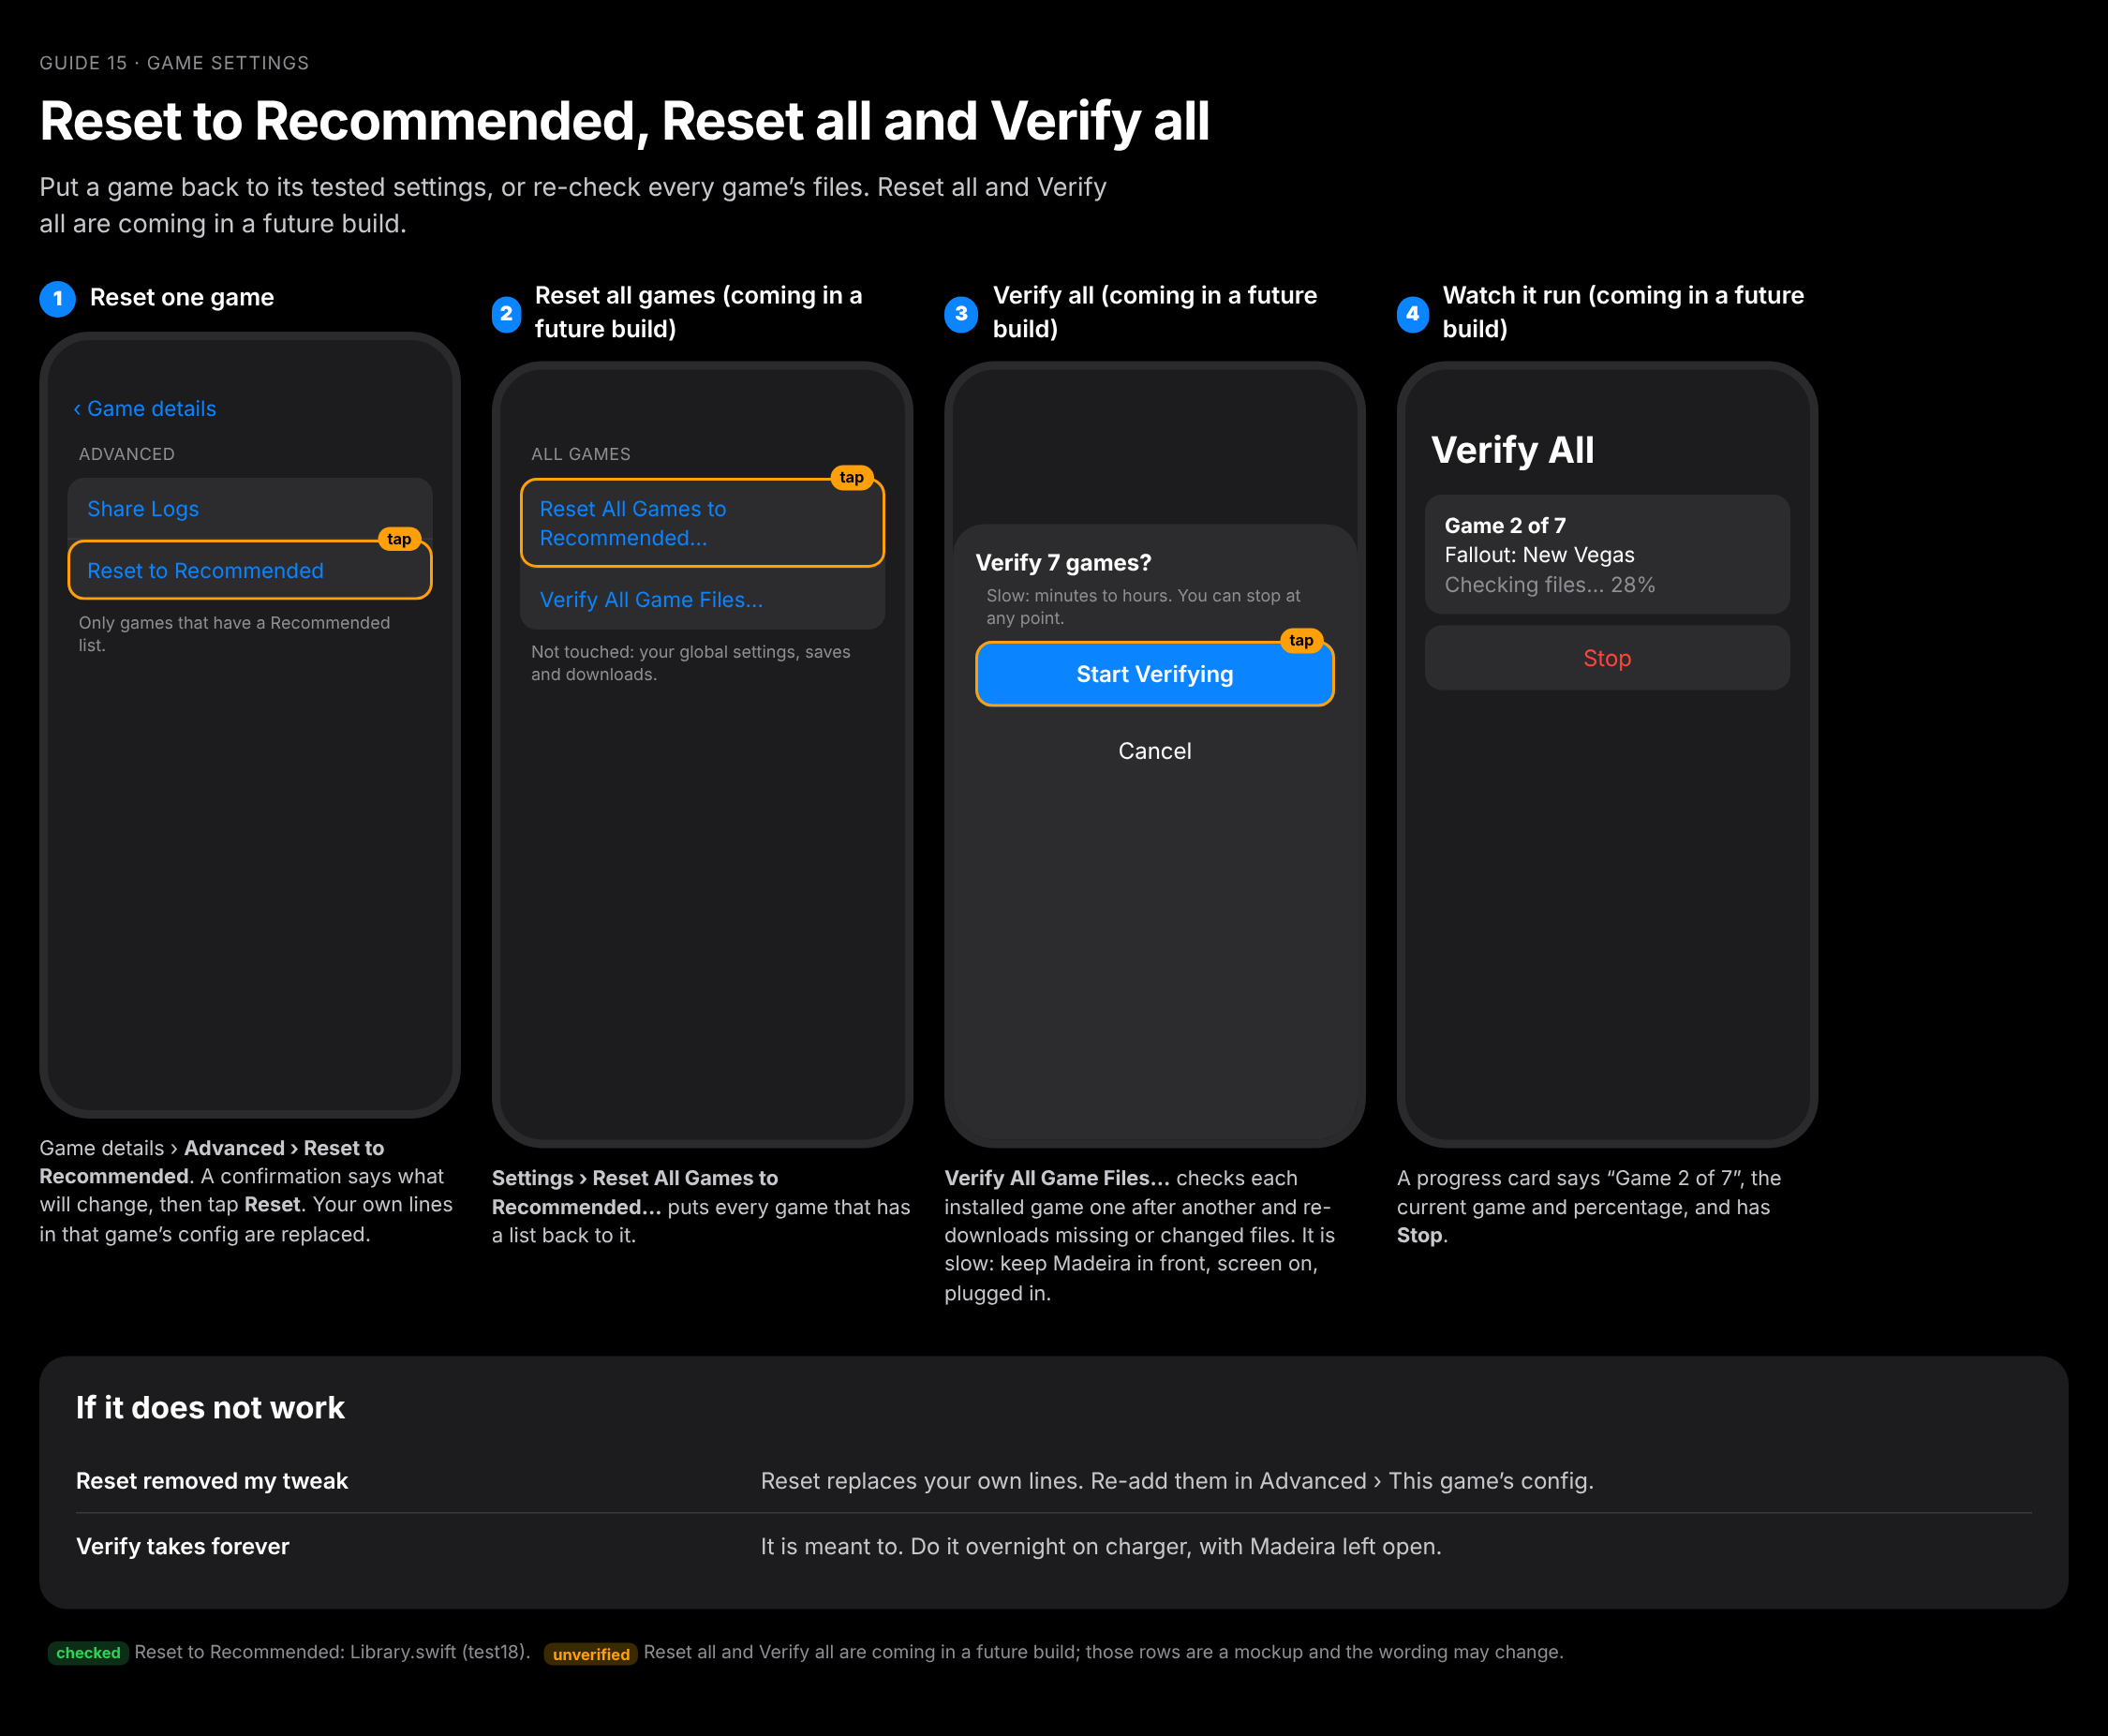 GUIDE 15 · GAME SETTINGS
Reset to Recommended, Reset all and Verify all
Put a game back to its tested settings, or re-check every game’s files. Reset all and Verify
all are coming in a future build.
1 Reset one game
‹ Game details
ADVANCED
Share Logs
tap
Reset to Recommended
Only games that have a Recommended
list.
Game details › Advanced › Reset to
Recommended. A confirmation says what
will change, then tap Reset. Your own lines
in that game’s config are replaced.
2 Reset all games (coming in a
future build)
ALL GAMES
tap
Reset All Games to
Recommended…
Verify All Game Files…
Not touched: your global settings, saves
and downloads.
Settings › Reset All Games to
Recommended… puts every game that has
a list back to it.
3 Verify all (coming in a future
build)
Verify 7 games?
Slow: minutes to hours. You can stop at
any point.
tap
Start Verifying
Cancel
Verify All Game Files… checks each
installed game one after another and re-
downloads missing or changed files. It is
slow: keep Madeira in front, screen on,
plugged in.
4 Watch it run (coming in a future
build)
Verify All
Game 2 of 7
Fallout: New Vegas
Checking files… 28%
Stop
A progress card says “Game 2 of 7”, the
current game and percentage, and has
Stop.
If it does not work
Reset removed my tweak
Reset replaces your own lines. Re-add them in Advanced › This game’s config.
Verify takes forever
It is meant to. Do it overnight on charger, with Madeira left open.
checked Reset to Recommended: Library.swift (test18). unverified Reset all and Verify all are coming in a future build; those rows are a mockup and the wording may change.